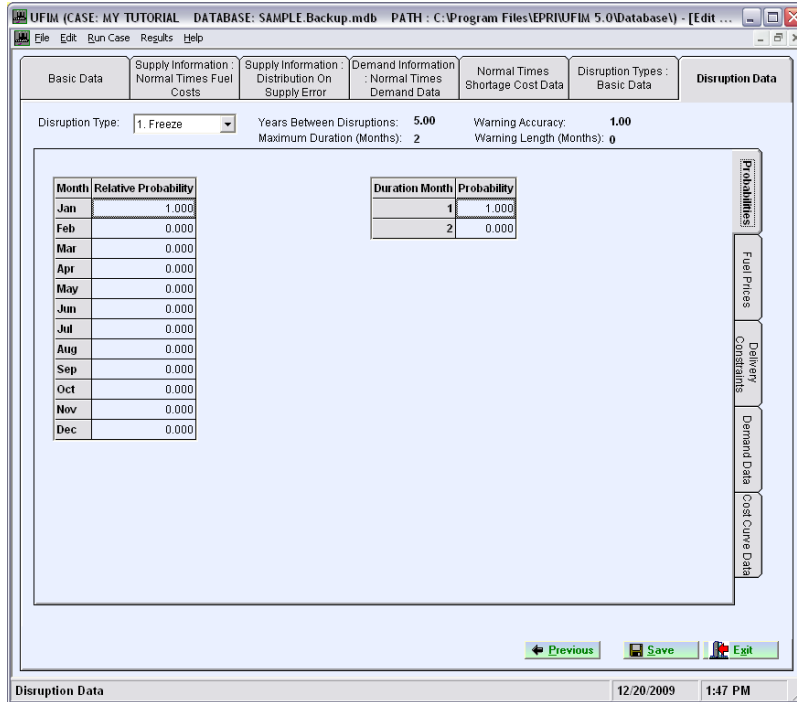 UFIM (CASE: MY TUTORIAL DATABASE: SAMPLE.Backup.mdb PATH : C:\Program Files\EPRI\UFIM 5.0\Database\) - [Edit ...
File Edit Run Case Results Help
Basic Data
Supply Information :
Normal Times Fuel
Costs
Supply Information :
Distribution On
Supply Error
Demand Information
: Normal Times
Demand Data
Normal Times
Shortage Cost Data
Disruption Types :
Basic Data
Disruption Data
Disruption Type: 1. Freeze
Years Between Disruptions: 5.00
Maximum Duration (Months): 2
Warning Accuracy: 1.00
Warning Length (Months): 0
Month Relative Probability
Jan 1.000
Feb 0.000
Mar 0.000
Apr 0.000
May 0.000
Jun 0.000
Jul 0.000
Aug 0.000
Sep 0.000
Oct 0.000
Nov 0.000
Dec 0.000
Duration Month Probability
1 1.000
2 0.000
Probabilities
Fuel Prices
Delivery
Constraints
Demand Data
Cost Curve Data
Previous Save Exit
Disruption Data 12/20/2009 1:47 PM